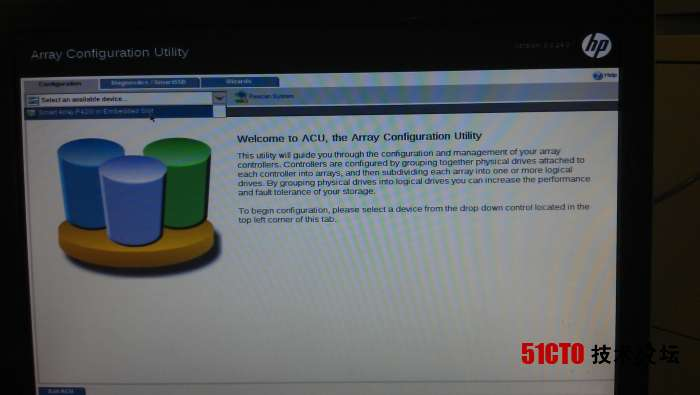 Array Configuration Utility
hp
Configuration
Diagnostics / SmartSSD
Wizards
Help
Select an available device...
Rescan System
Smart Array P420i in Embedded Slot
Welcome to ACU, the Array Configuration Utility
This utility will guide you through the configuration and management of your array
controllers. Controllers are configured by grouping together physical drives attached to
each controller into arrays, and then subdividing each array into one or more logical
drives. By grouping physical drives into logical drives you can increase the performance
and fault tolerance of your storage.
To begin configuration, please select a device from the drop down control located in the
top left corner of this tab.
Exit ACU
51CTO 技术论坛